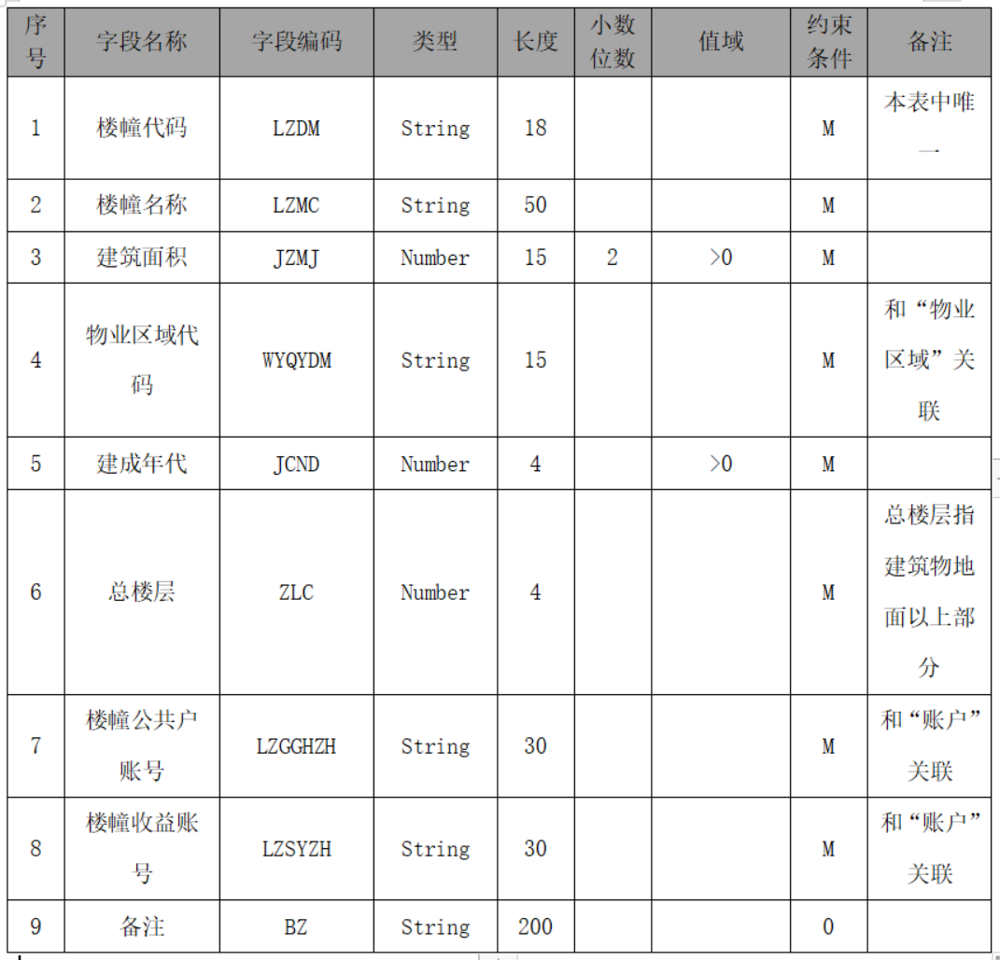 序号 字段名称 字段编码 类型 长度 小数位数 值域 约束条件 备注
1 楼幢代码 LZDM String 18 M 本表中唯一
2 楼幢名称 LZMC String 50 M
3 建筑面积 JZMJ Number 15 2 >0 M
4 物业区域代码 WYQYDM String 15 M 和“物业区域”关联
5 建成年代 JCND Number 4 >0 M
6 总楼层 ZLC Number 4 M 总楼层指建筑物地面以上部分
7 楼幢公共户账号 LZGGHZH String 30 M 和“账户”关联
8 楼幢收益账号 LZSYZH String 30 M 和“账户”关联
9 备注 BZ String 200 O